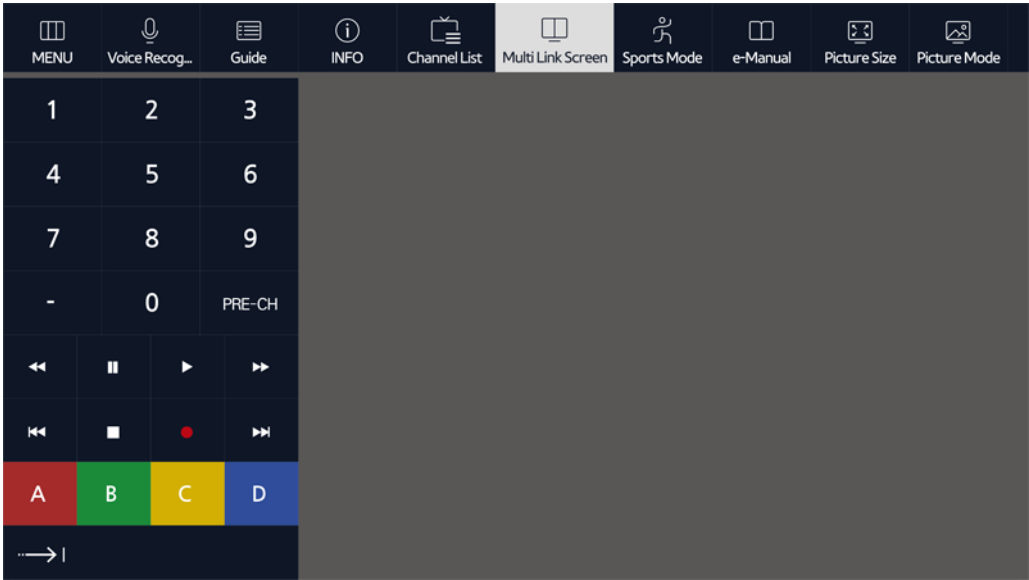 MENU Voice Recog... Guide INFO Channel List Multi Link Screen Sports Mode e-Manual Picture Size Picture Mode
1 2 3
4 5 6
7 8 9
- 0 PRE-CH
A B C D